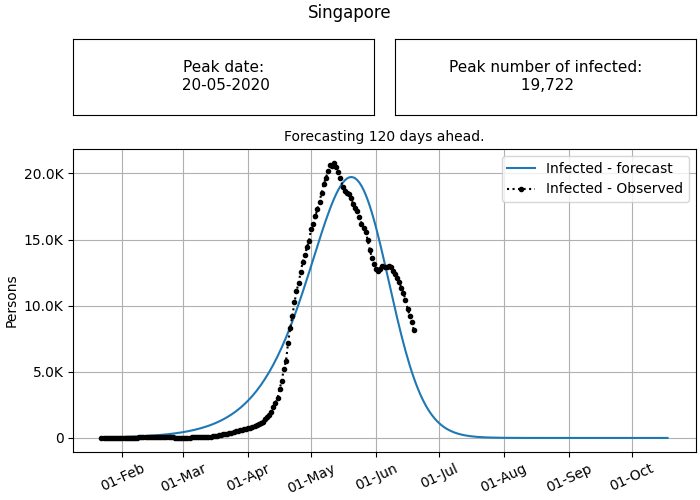 Singapore
Peak date:
20-05-2020
Peak number of infected:
19,722
Forecasting 120 days ahead.
Infected - forecast
Infected - Observed
20.0K
15.0K
10.0K
5.0K
0
Persons
01-Feb
01-Mar
01-Apr
01-May
01-Jun
01-Jul
01-Aug
01-Sep
01-Oct